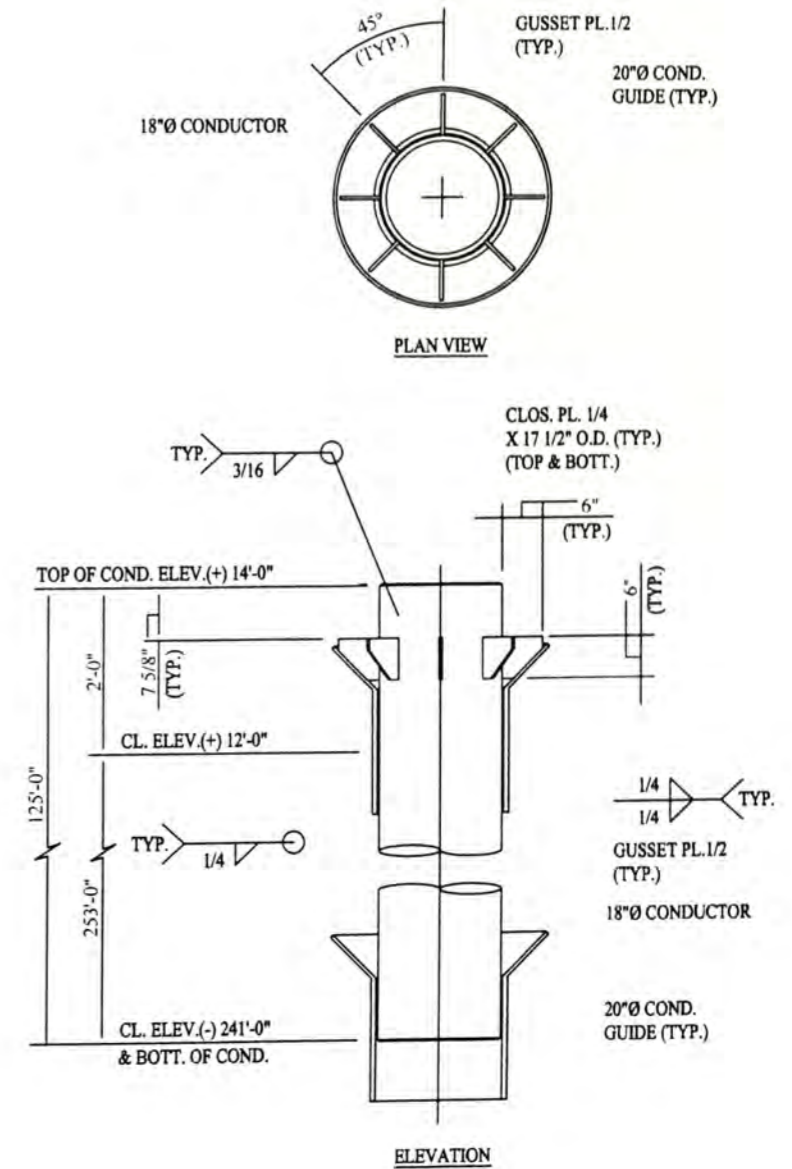 45°
(TYP.)
GUSSET PL.1/2
(TYP.)
20"Ø COND.
GUIDE (TYP.)
18"Ø CONDUCTOR
PLAN VIEW
CLOS. PL. 1/4
X 17 1/2" O.D. (TYP.)
(TOP & BOTT.)
TYP.
3/16
6"
(TYP.)
TOP OF COND. ELEV.(+) 14'-0"
6"
(TYP.)
2'-0"
7 5/8"
(TYP.)
CL. ELEV.(+) 12'-0"
125'-0"
1/4
1/4
TYP.
TYP.
1/4
GUSSET PL.1/2
(TYP.)
253'-0"
18"Ø CONDUCTOR
20"Ø COND.
GUIDE (TYP.)
CL. ELEV.(-) 241'-0"
& BOTT. OF COND.
ELEVATION